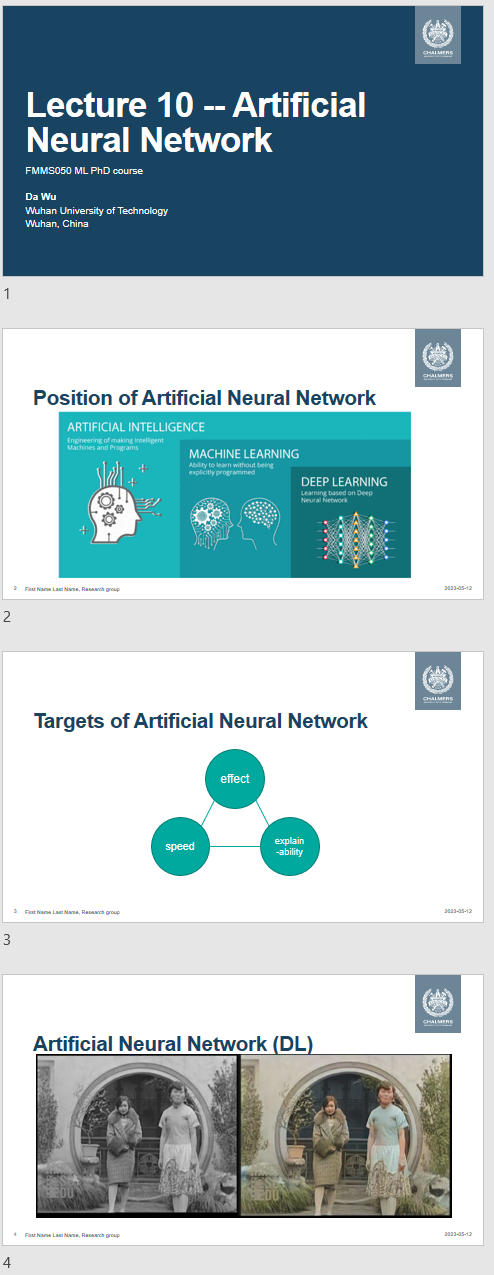 CHALMERS
Lecture 10 -- Artificial
Neural Network
FMMS050 ML PhD course
Da Wu
Wuhan University of Technology
Wuhan, China
1
CHALMERS
Position of Artificial Neural Network
ARTIFICIAL INTELLIGENCE
Engineering of making Intelligent
Machines and Programs
MACHINE LEARNING
Ability to learn without being
explicitly programmed
DEEP LEARNING
Learning based on Deep
Neural Network
2 First Name Last Name, Research group 2023-05-12
2
CHALMERS
Targets of Artificial Neural Network
effect
speed
explain
-ability
3 First Name Last Name, Research group 2023-05-12
3
CHALMERS
Artificial Neural Network (DL)
4 First Name Last Name, Research group 2023-05-12
4